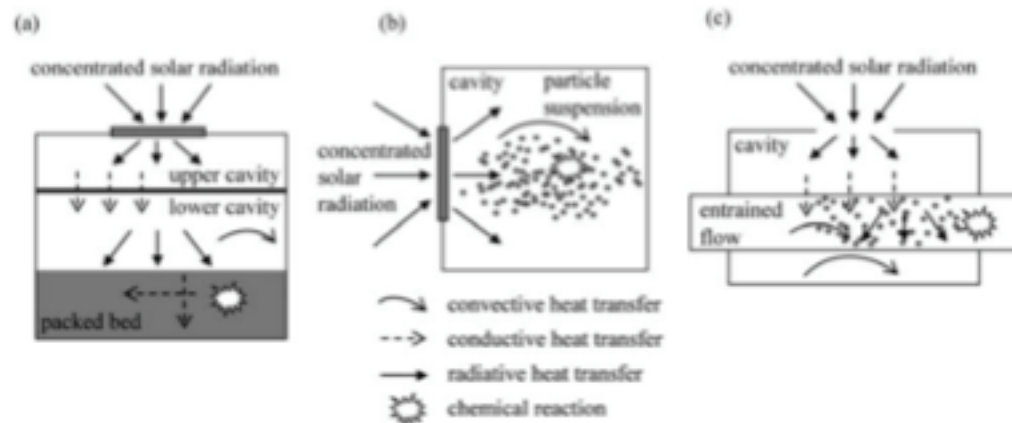 (a)
concentrated solar radiation
upper cavity
lower cavity
packed bed
(b)
cavity
particle
suspension
concentrated
solar
radiation
convective heat transfer
conductive heat transfer
radiative heat transfer
chemical reaction
(c)
concentrated solar radiation
cavity
entrained
flow